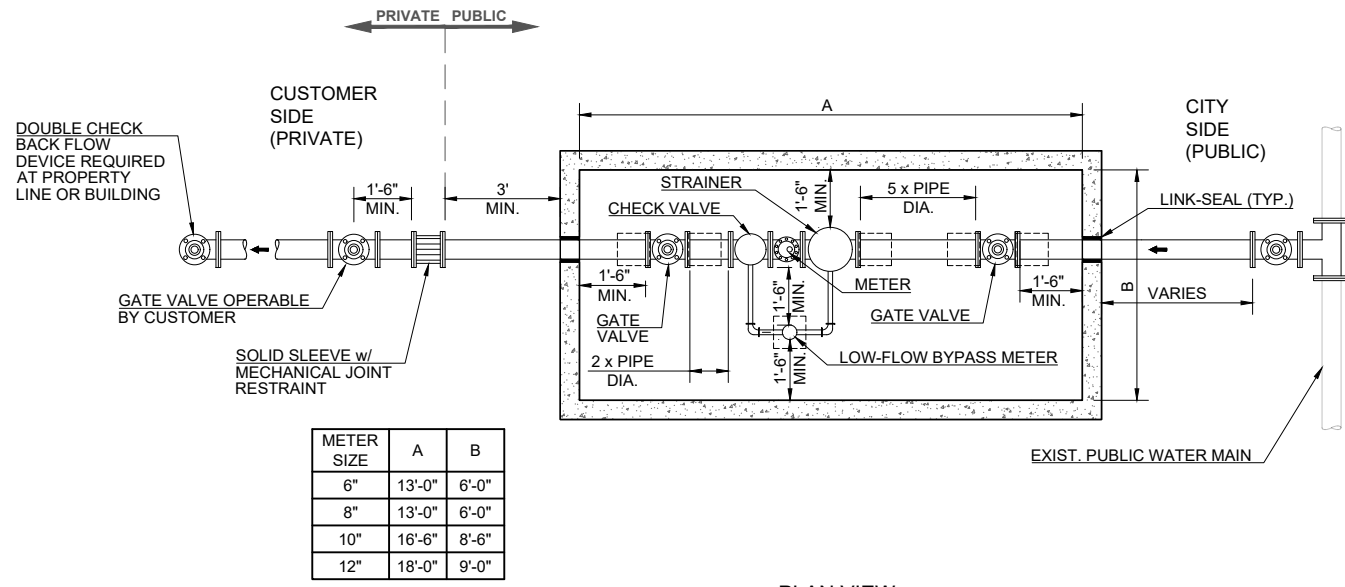 PRIVATE PUBLIC
CUSTOMER
SIDE
(PRIVATE)
A
CITY
SIDE
(PUBLIC)
DOUBLE CHECK
BACK FLOW
DEVICE REQUIRED
AT PROPERTY
LINE OR BUILDING
1'-6"
MIN.
3'
MIN.
STRAINER
CHECK VALVE
1'-6"
MIN.
5 x PIPE
DIA.
LINK-SEAL (TYP.)
GATE VALVE OPERABLE
BY CUSTOMER
SOLID SLEEVE w/
MECHANICAL JOINT
RESTRAINT
1'-6"
MIN.
GATE
VALVE
2 x PIPE
DIA.
1'-6"
MIN.
METER
GATE VALVE
1'-6"
MIN.
B
VARIES
LOW-FLOW BYPASS METER
1'-6"
MIN.
EXIST. PUBLIC WATER MAIN
METER
SIZE A B
6" 13'-0" 6'-0"
8" 13'-0" 6'-0"
10" 16'-6" 8'-6"
12" 18'-0" 9'-0"